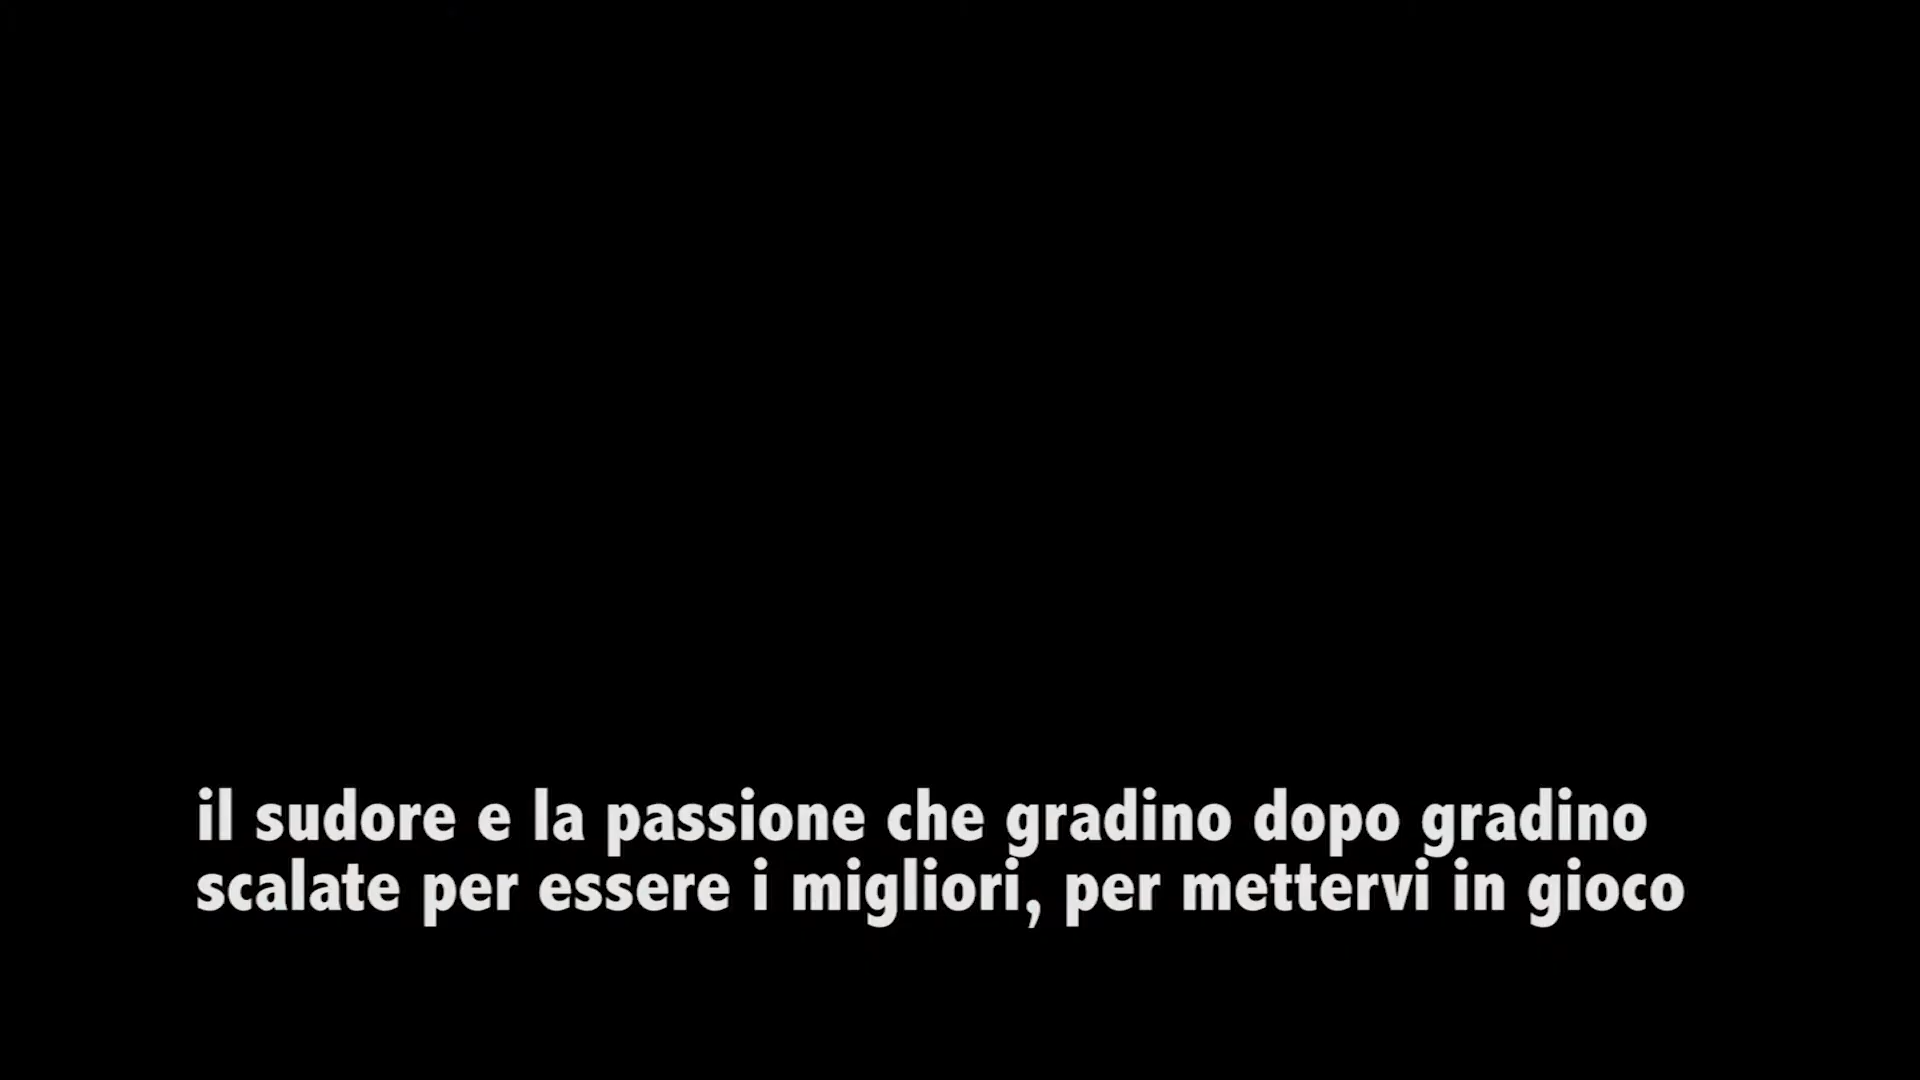 il sudore e la passione che gradino dopo gradino
scalate per essere i migliori, per mettervi in gioco